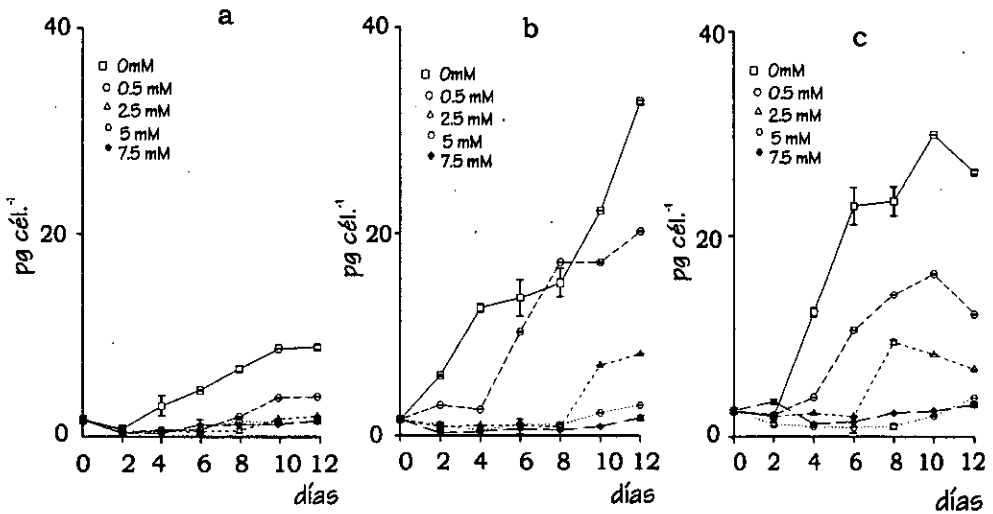 a
40
20
0
pg cél.⁻¹
□ 0mM
○ 0.5 mM
△ 2.5 mM
○ 5 mM
◆ 7.5 mM
0 2 4 6 8 10 12
días
b
40
20
0
pg cél.⁻¹
□ 0mM
○ 0.5 mM
△ 2.5 mM
○ 5 mM
◆ 7.5 mM
0 2 4 6 8 10 12
días
c
40
20
0
pg cél.⁻¹
□ 0mM
○ 0.5 mM
△ 2.5 mM
○ 5 mM
◆ 7.5 mM
0 2 4 6 8 10 12
días